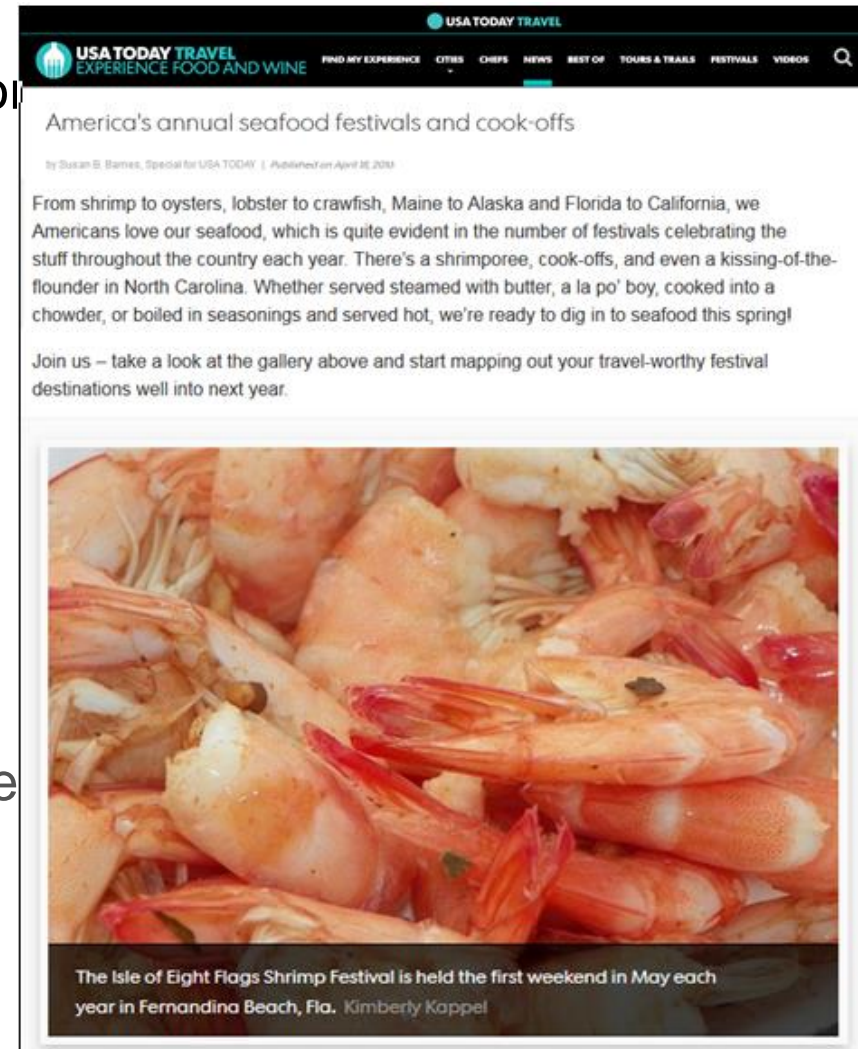 USA TODAY TRAVEL
USA TODAY TRAVEL
EXPERIENCE FOOD AND WINE
FIND MY EXPERIENCE CITIES CHEFS NEWS BEST OF TOURS & TRAILS FESTIVALS VIDEOS
America's annual seafood festivals and cook-offs
by Susan B. Barnes, Special for USA TODAY | Published on April
From shrimp to oysters, lobster to crawfish, Maine to Alaska and Florida to California, we
Americans love our seafood, which is quite evident in the number of festivals celebrating the
stuff throughout the country each year. There's a shrimporee, cook-offs, and even a kissing-of-the-
flounder in North Carolina. Whether served steamed with butter, a la po' boy, cooked into a
chowder, or boiled in seasonings and served hot, we're ready to dig in to seafood this spring!
Join us – take a look at the gallery above and start mapping out your travel-worthy festival
destinations well into next year.
e
The Isle of Eight Flags Shrimp Festival is held the first weekend in May each
year in Fernandina Beach, Fla. Kimberly Kappel